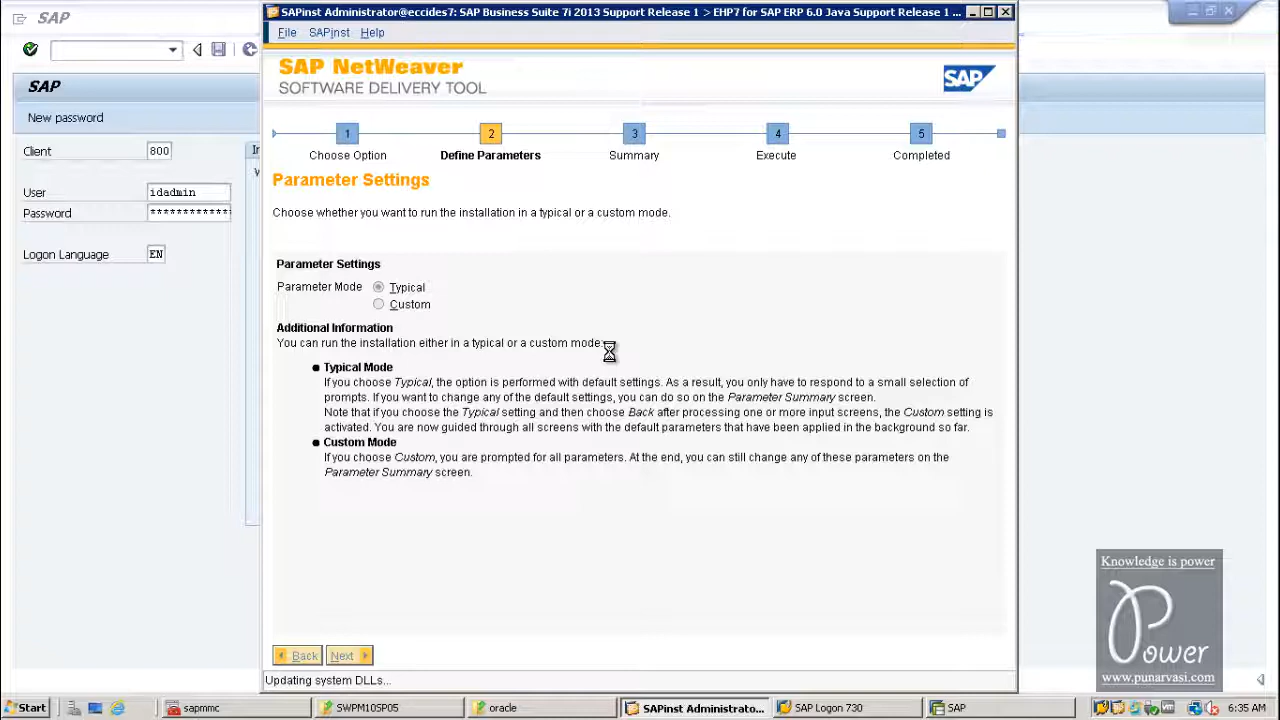 SAP
SAPinst Administrator@eccides7: SAP Business Suite 7i 2013 Support Release 1 > EHP7 for SAP ERP 6.0 Java Support Release 1 ...
File SAPinst Help
SAP NetWeaver
SOFTWARE DELIVERY TOOL
SAP
SAP
New password
Client 800
User idadmin
Password *************
Logon Language EN
1 2 3 4 5
Choose Option Define Parameters Summary Execute Completed
Parameter Settings
Choose whether you want to run the installation in a typical or a custom mode.
Parameter Settings
Parameter Mode Typical
Custom
Additional Information
You can run the installation either in a typical or a custom mode:
Typical Mode
If you choose Typical, the option is performed with default settings. As a result, you only have to respond to a small selection of
prompts. If you want to change any of the default settings, you can do so on the Parameter Summary screen.
Note that if you choose the Typical setting and then choose Back after processing one or more input screens, the Custom setting is
activated. You are now guided through all screens with the default parameters that have been applied in the background so far.
Custom Mode
If you choose Custom, you are prompted for all parameters. At the end, you can still change any of these parameters on the
Parameter Summary screen.
Back Next
Updating system DLLs...
Knowledge is power
Power
www.punarvasi.com
Start sapmmc SWPM10SP05 oracle SAPinst Administrato... SAP Logon 730 SAP 6:35 AM